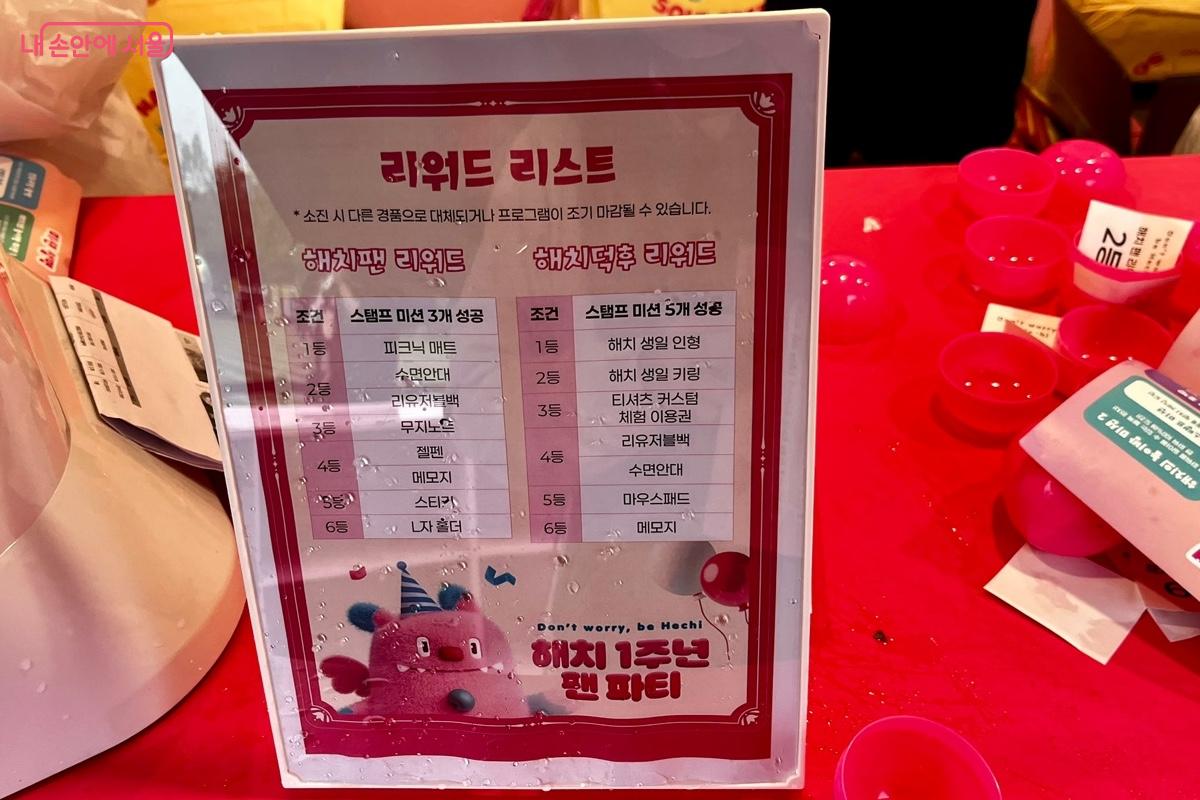 내 손안에 서울
리워드 리스트
* 소진 시 다른 경품으로 대체되거나 프로그램이 조기 마감될 수 있습니다.
해치팬 리워드
조건 스탬프 미션 3개 성공
1등 피크닉 매트
2등 수면안대
리유저블백
3등 무지노트
4등 젤펜
메모지
5등 스티커
6등 L자 홀더
해치덕후 리워드
조건 스탬프 미션 5개 성공
1등 해치 생일 인형
2등 해치 생일 키링
3등 티셔츠 커스텀
체험 이용권
4등 리유저블백
수면안대
5등 마우스패드
6등 메모지
Don't worry, be Hechi
해치 1주년
팬 파티
해치팬 리
2등